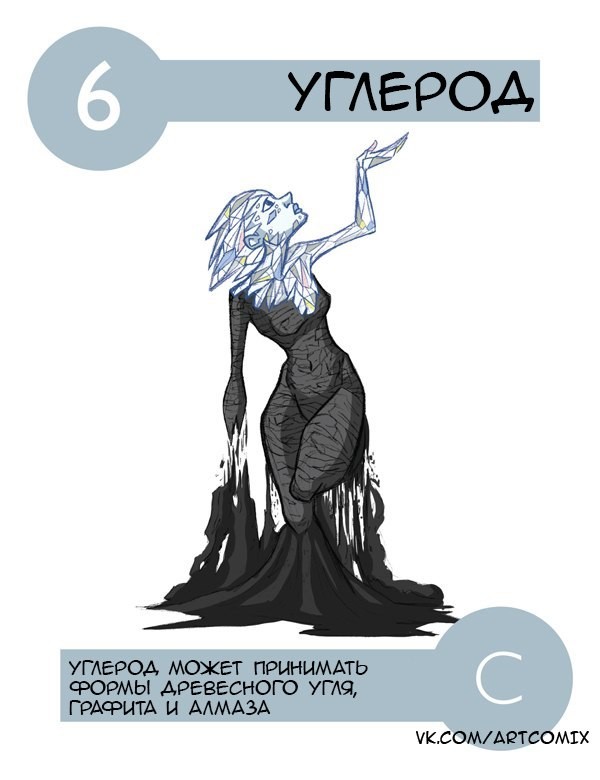 6
УГЛЕРОД
УГЛЕРОД МОЖЕТ ПРИНИМАТЬ
ФОРМЫ ДРЕВЕСНОГО УГЛЯ,
ГРАФИТА И АЛМАЗА
C
VK.COM/ARTCOMIX